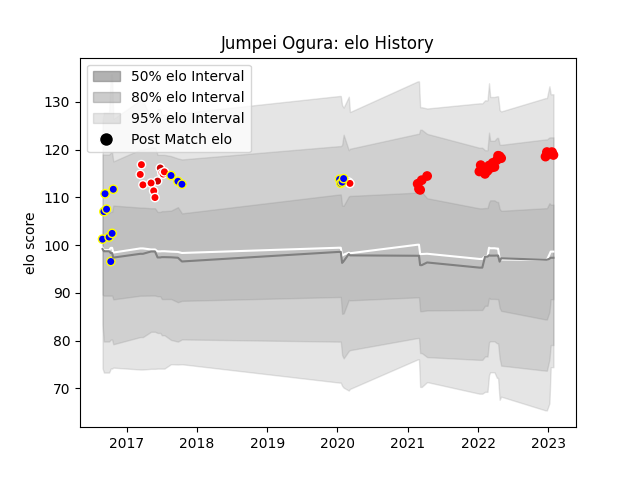 Jumpei Ogura: elo History
50% elo Interval
80% elo Interval
95% elo Interval
Post Match elo
elo score
130
120
110
100
90
80
70
2017 2018 2019 2020 2021 2022 2023